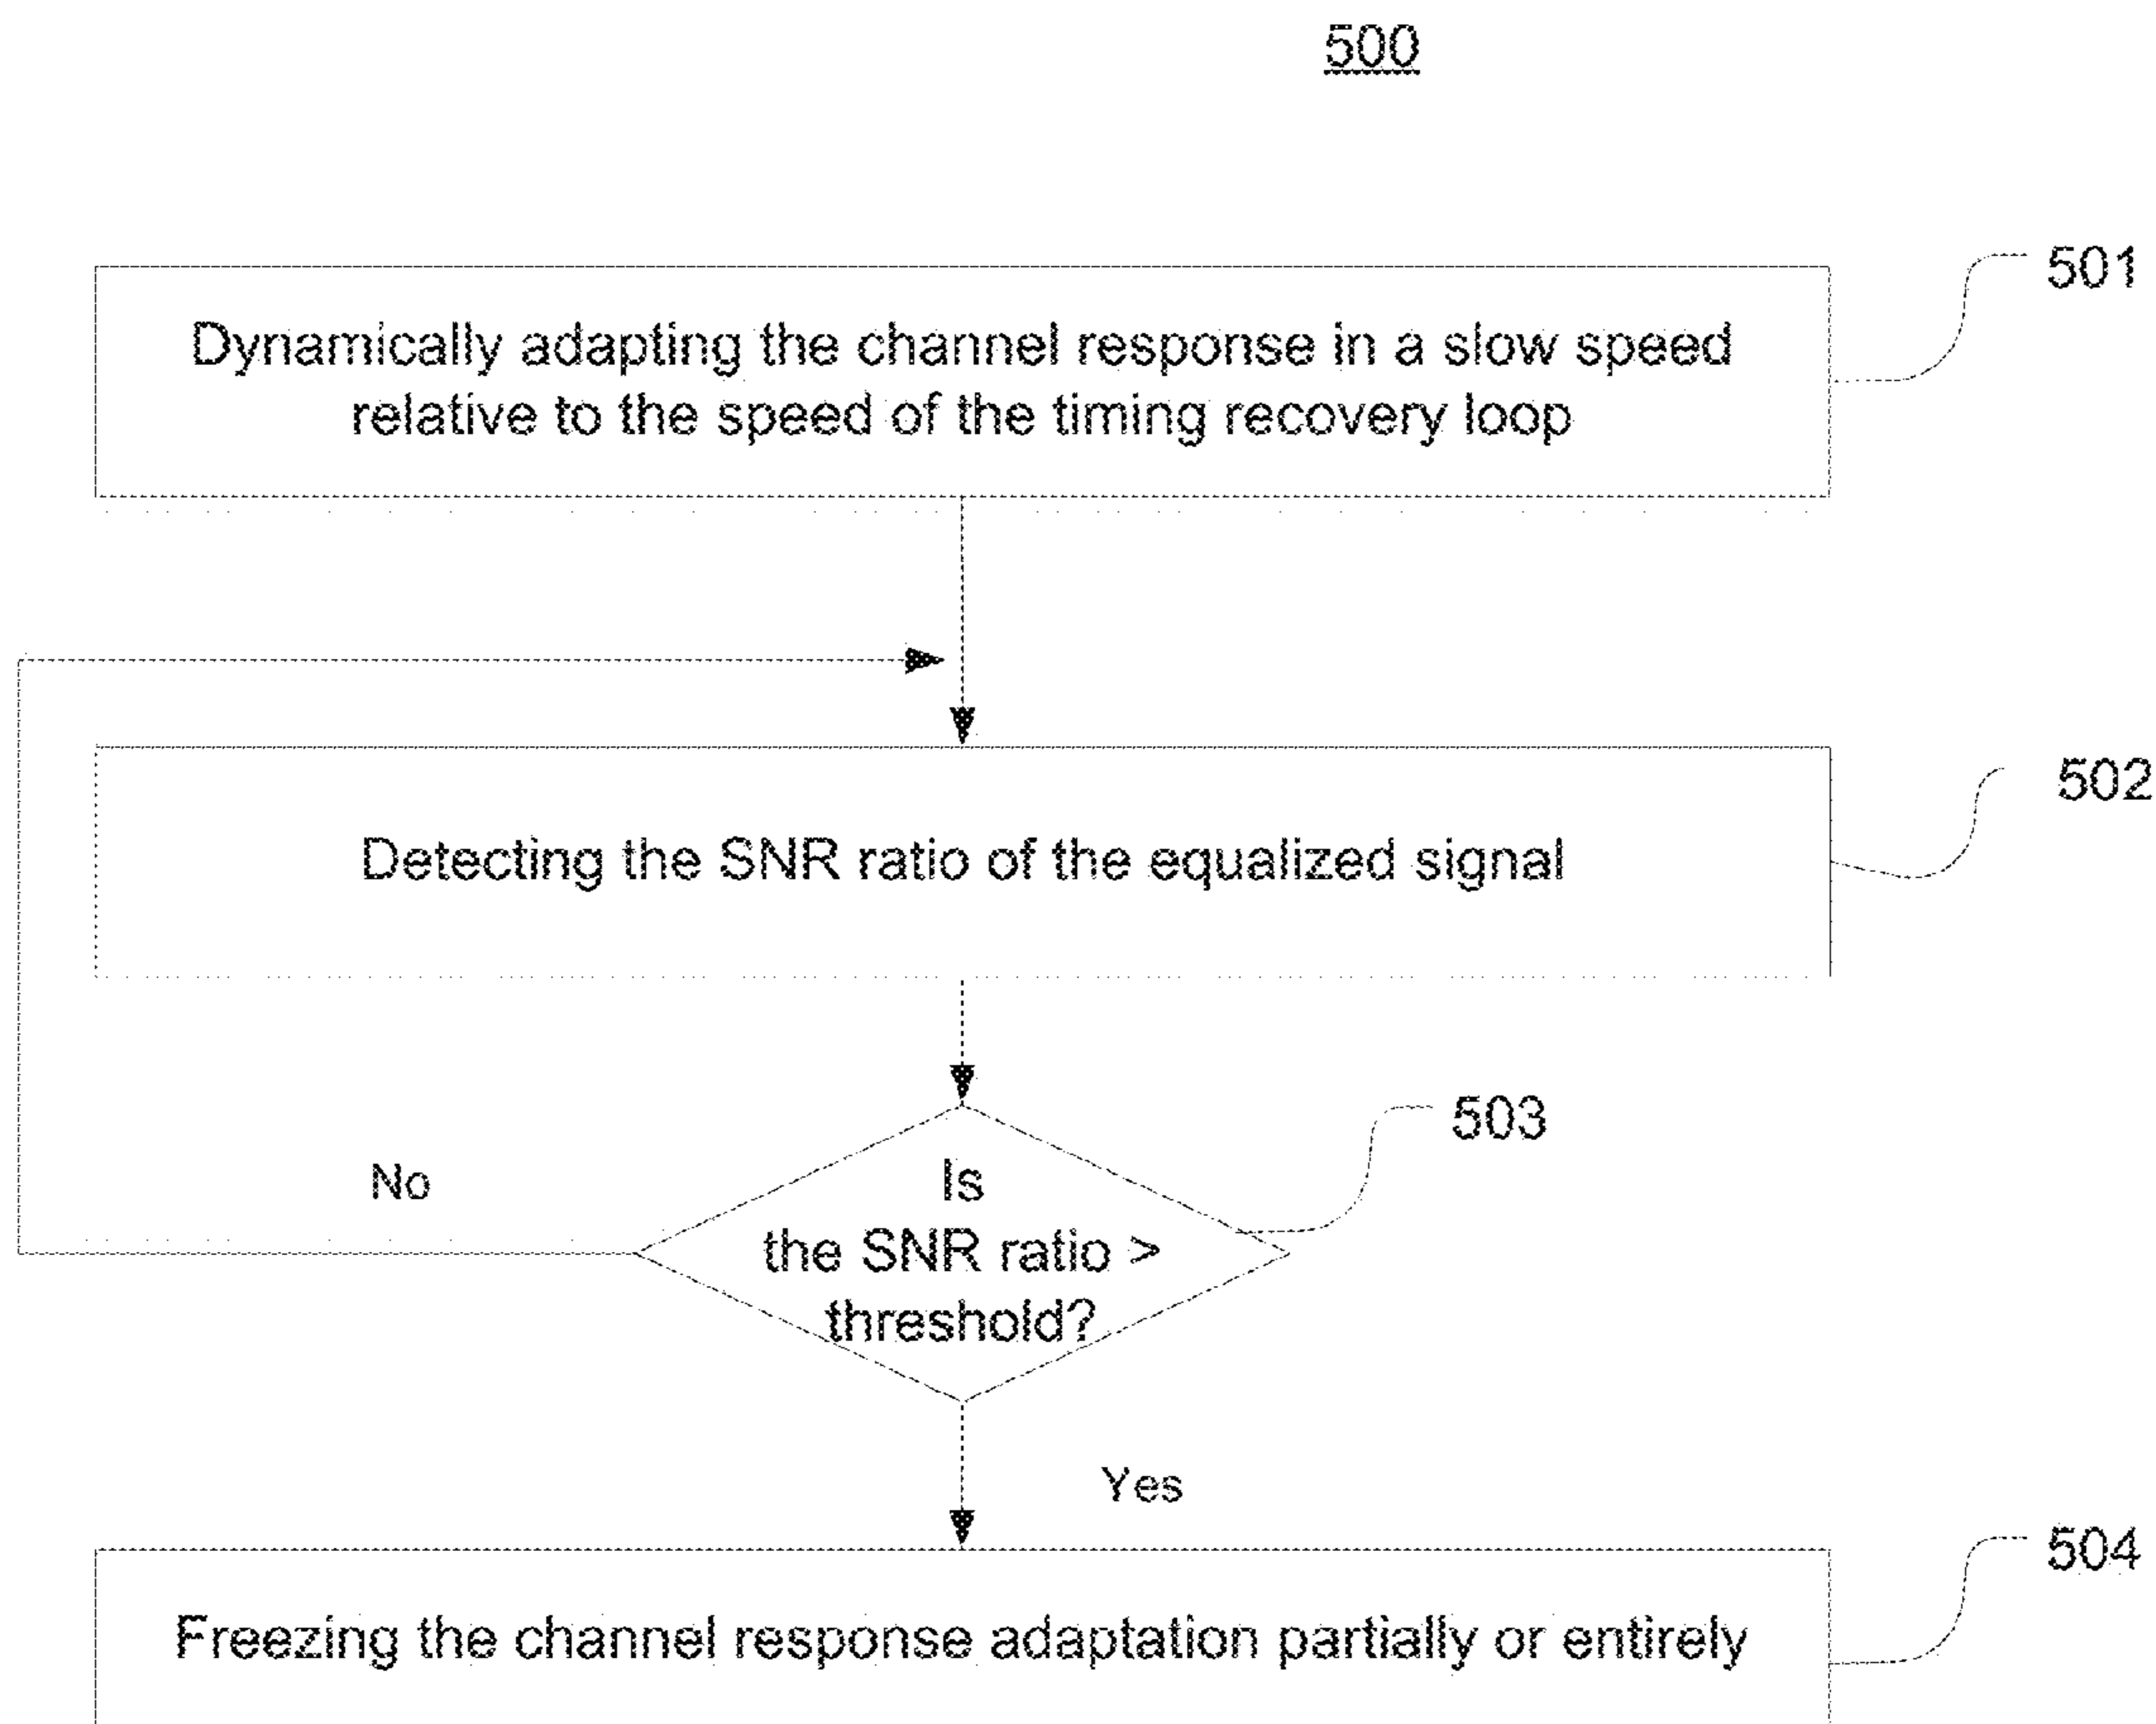 500
501
Dynamically adapting the channel response in a slow speed
relative to the speed of the timing recovery loop
502
Detecting the SNR ratio of the equalized signal
503
No
Is
the SNR ratio >
threshold?
Yes
504
Freezing the channel response adaptation partially or entirely